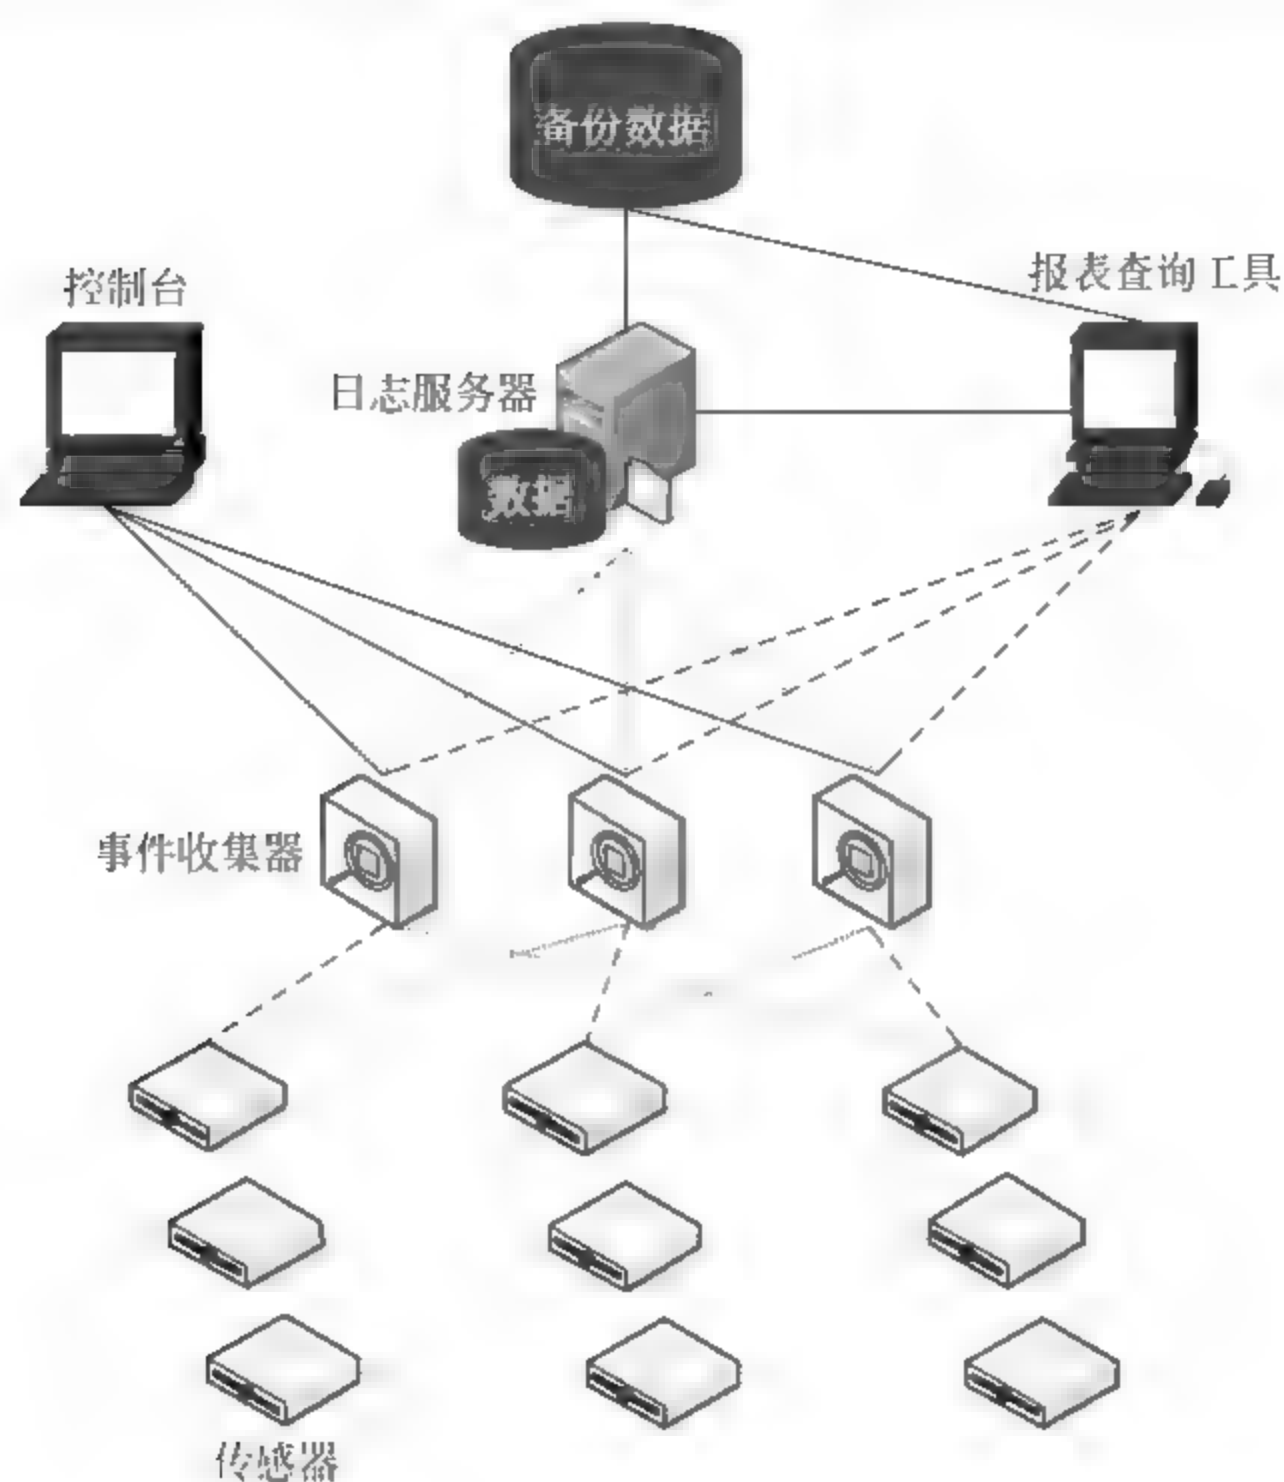 备份数据
控制台
报表查询工具
日志服务器
数据
事件收集器
传感器